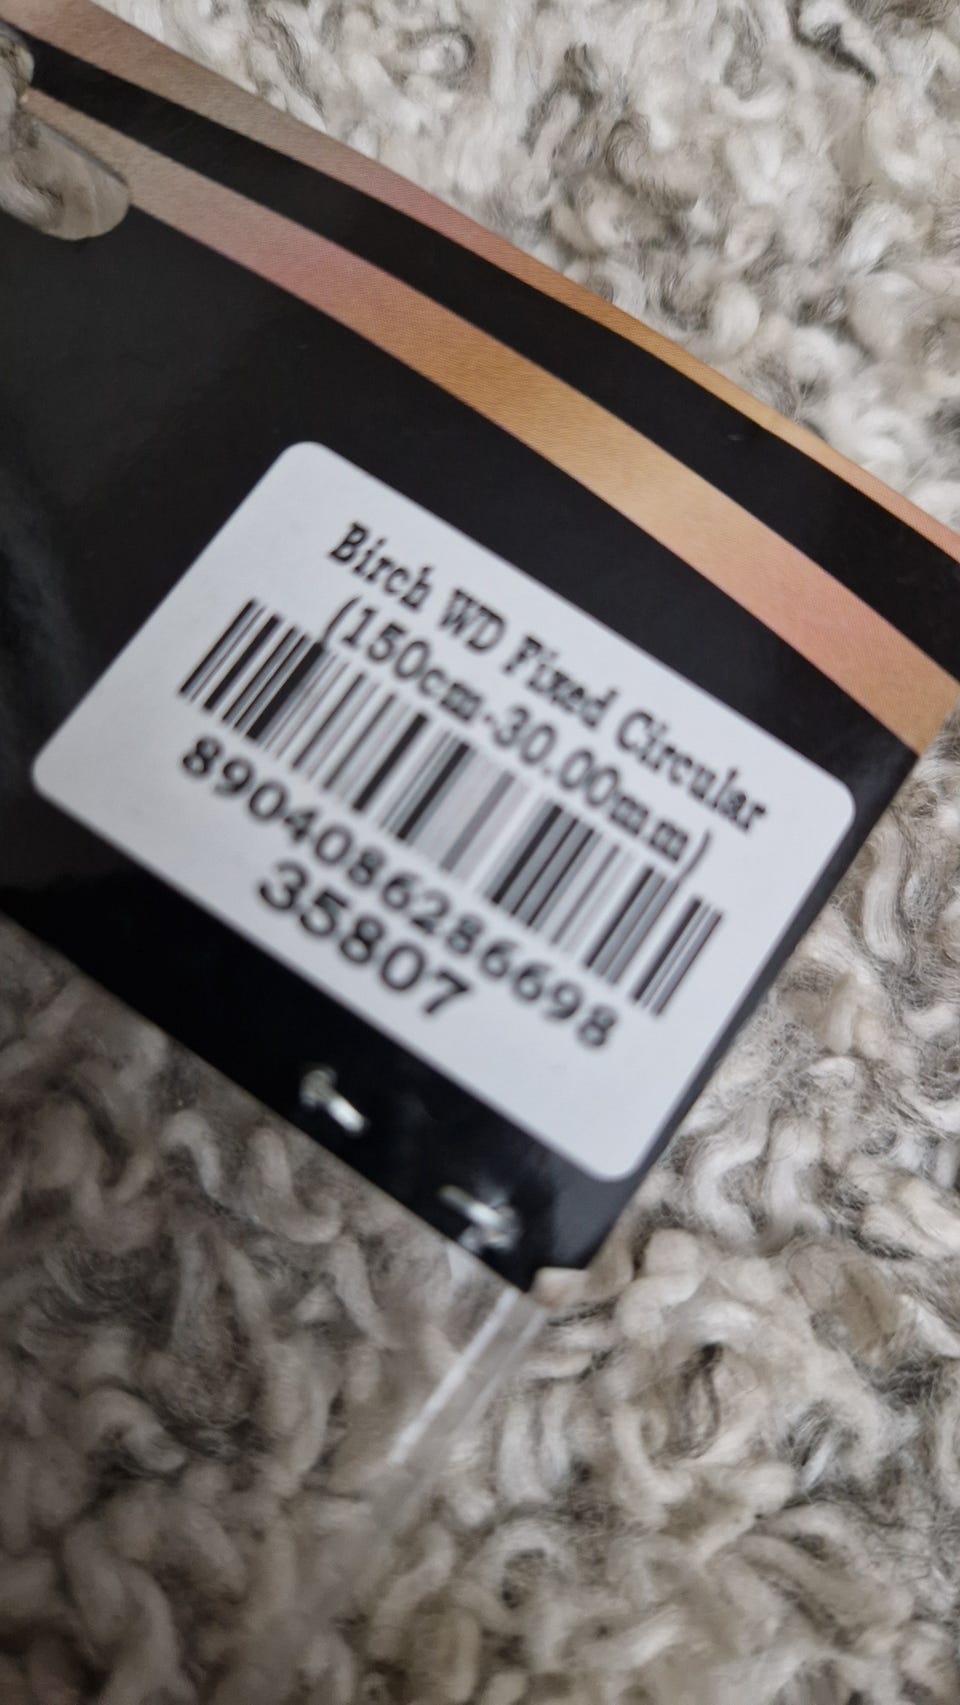 Birch WD Fixed Circular
(150cm-30.00mm)
8904086286698
35807